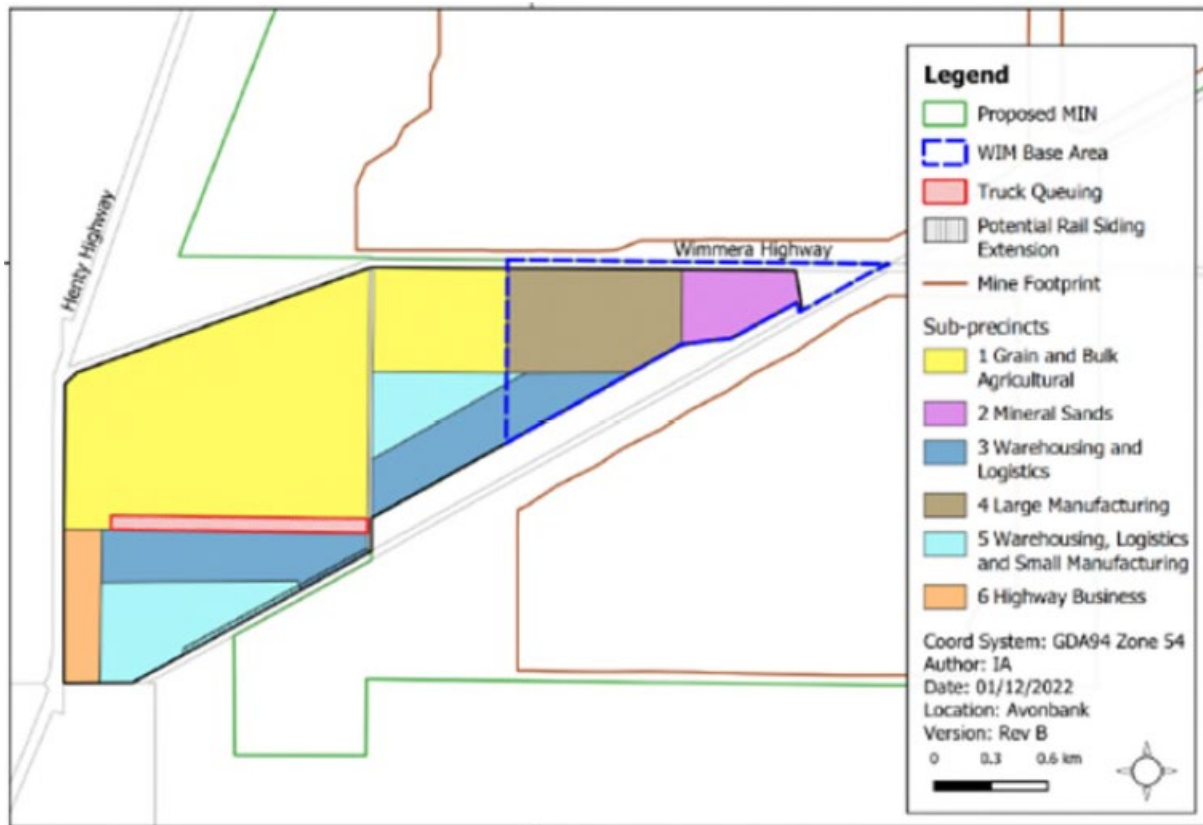 Henty Highway
Wimmera Highway
Legend
Proposed MIN
WIM Base Area
Truck Queuing
Potential Rail Siding
Extension
Mine Footprint
Sub-precincts
1 Grain and Bulk
Agricultural
2 Mineral Sands
3 Warehousing and
Logistics
4 Large Manufacturing
5 Warehousing, Logistics
and Small Manufacturing
6 Highway Business
Coord System: GDA94 Zone 54
Author: IA
Date: 01/12/2022
Location: Avonbank
Version: Rev B
0 0.3 0.6 km